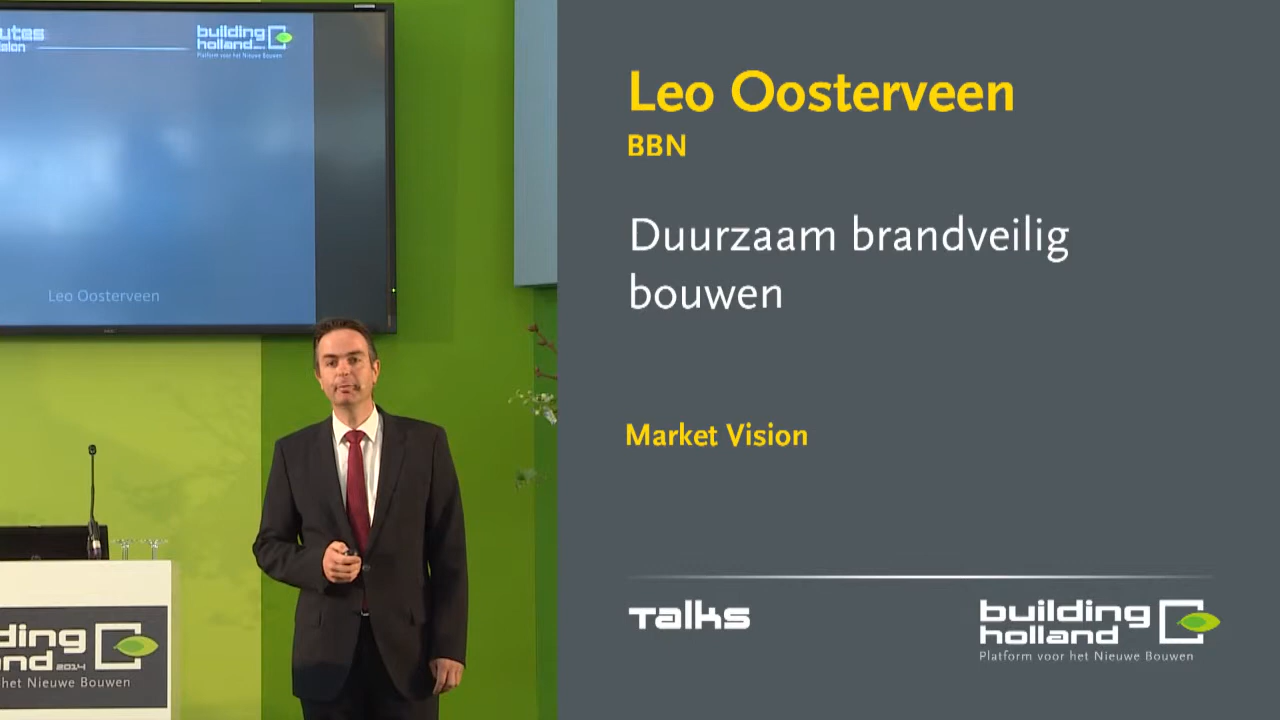 building
holland
Platform voor het Nieuwe Bouwen
Leo Oosterveen
het Nieuwe Bouwen
2014
Leo Oosterveen
BBN
Duurzaam brandveilig
bouwen
Market Vision
Talks
building
holland
Platform voor het Nieuwe Bouwen